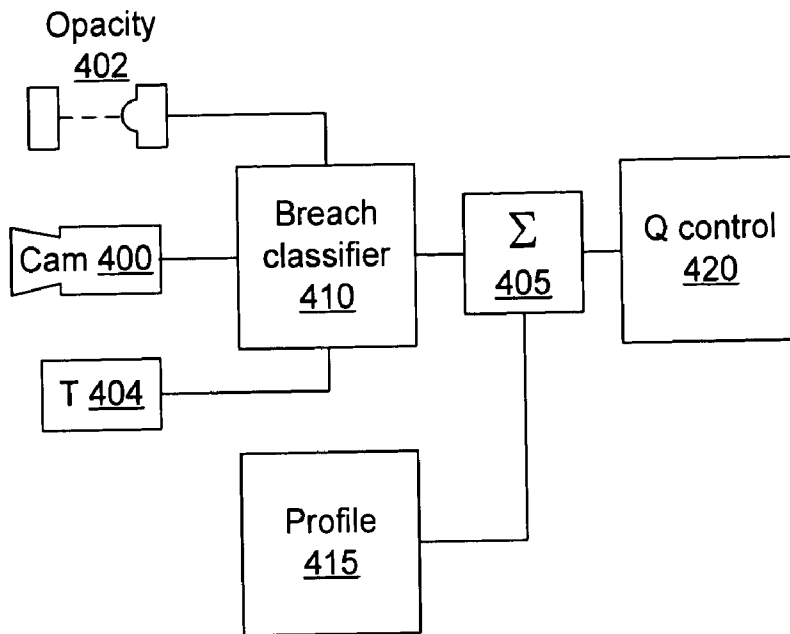 Opacity
402
Cam 400
T 404
Breach
classifier
410
Σ
405
Q control
420
Profile
415